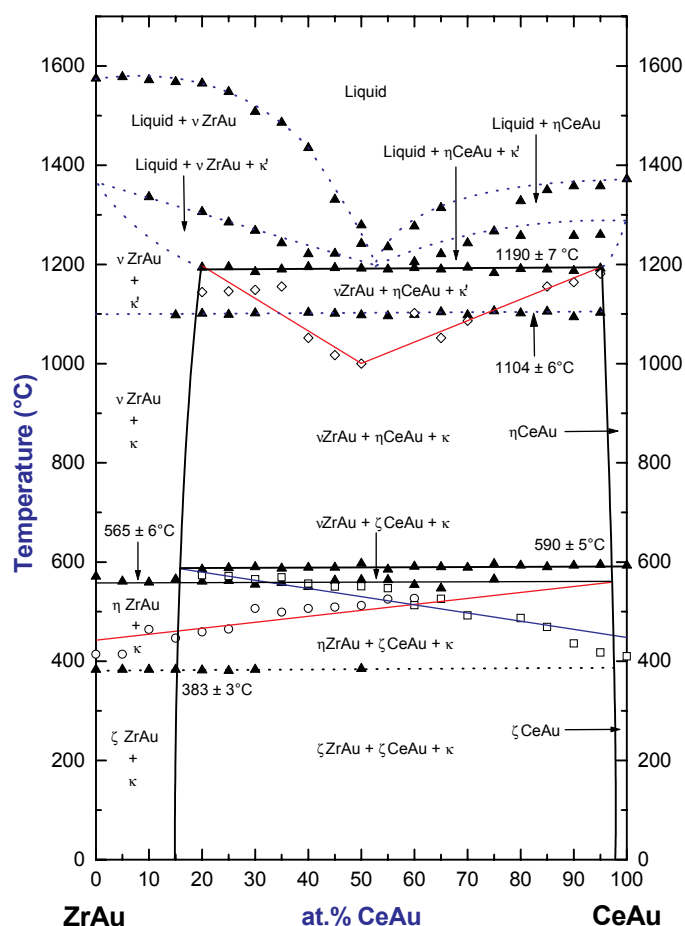 1600
1600
Liquid
Liquid + ν ZrAu
Liquid + ηCeAu
Liquid + ηCeAu + κ'
Liquid + ν ZrAu + κ'
1400
1400
1190 ± 7 °C
ν ZrAu
+
κ'
1200
1200
νZrAu + ηCeAu + κ'
1104 ± 6°C
1000
1000
ν ZrAu
+
κ
νZrAu + ηCeAu + κ
ηCeAu
800
800
Temperature (°C)
565 ± 6°C
νZrAu + ζCeAu + κ
590 ± 5°C
600
600
η ZrAu
+
κ
ηZrAu + ζCeAu + κ
400
400
383 ± 3°C
ζ ZrAu
+
κ
ζZrAu + ζCeAu + κ
ζCeAu
200
200
0
0
0 10 20 30 40 50 60 70 80 90 100
ZrAu at.% CeAu CeAu